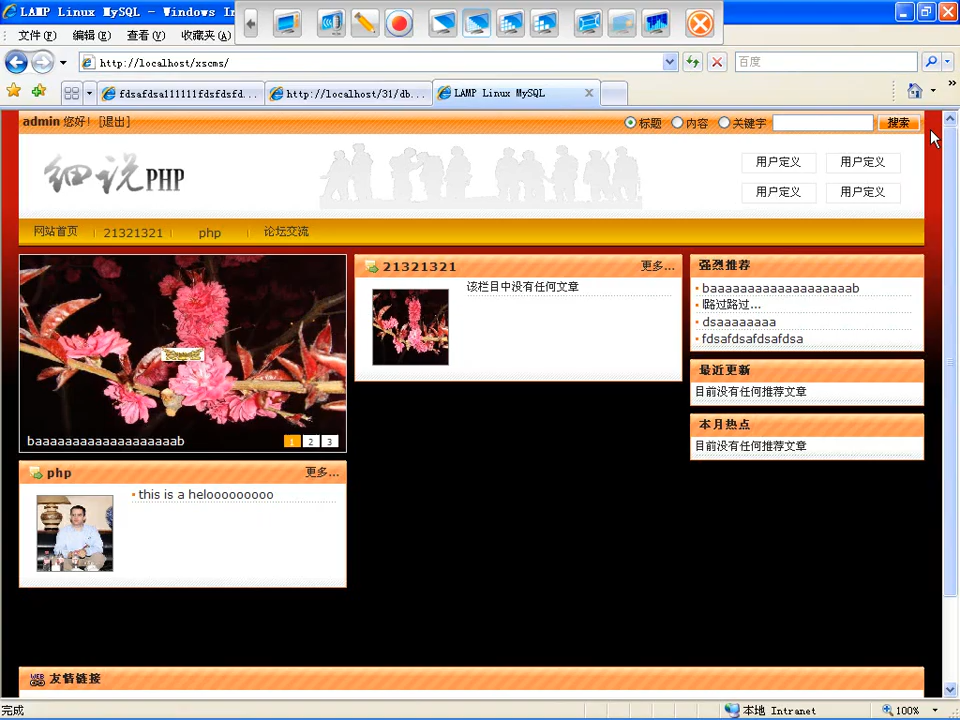 LAMP Linux MySQL - Windows In
文件(F) 编辑(E) 查看(V) 收藏夹(A)
http://localhost/xscms/
百度
fdsafdsa111111fdsfdsfd...
http://localhost/31/db...
LAMP Linux MySQL
admin 您好! [退出]
标题 内容 关键字 搜索
细说PHP
用户定义 用户定义
用户定义 用户定义
网站首页 21321321 php 论坛交流
baaaaaaaaaaaaaaaaaaab
1 2 3
21321321 更多...
该栏目中没有任何文章
强烈推荐
baaaaaaaaaaaaaaaaaaab
l路过路过...
dsaaaaaaaa
fdsafdsafdsafdsa
最近更新
目前没有任何推荐文章
本月热点
目前没有任何推荐文章
php 更多...
this is a helooooooooo
WEB 友情链接
完成 本地 Intranet 100%